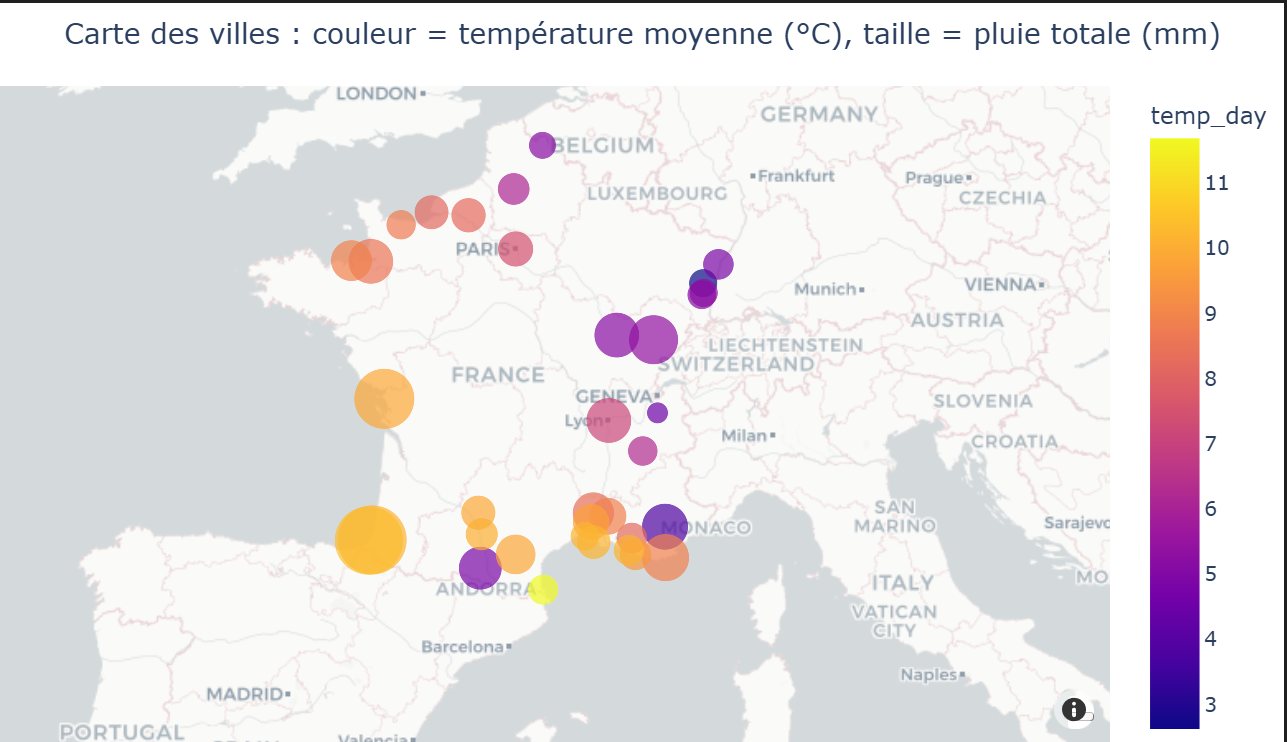 Carte des villes : couleur = température moyenne (°C), taille = pluie totale (mm)
temp_day
LONDON
GERMANY
BELGIUM
Frankfurt
Prague
LUXEMBOURG
CZECHIA
PARIS
Munich
VIENNA
AUSTRIA
LIECHTENSTEIN
SWITZERLAND
FRANCE
GENEVA
SLOVENIA
Lyon
Milan
CROATIA
SAN
MARINO
MONACO
Sarajevo
MO
ANDORRA
ITALY
VATICAN
CITY
Barcelona
Naples
MADRID
PORTUGAL
Valencia
11
10
9
8
7
6
5
4
3